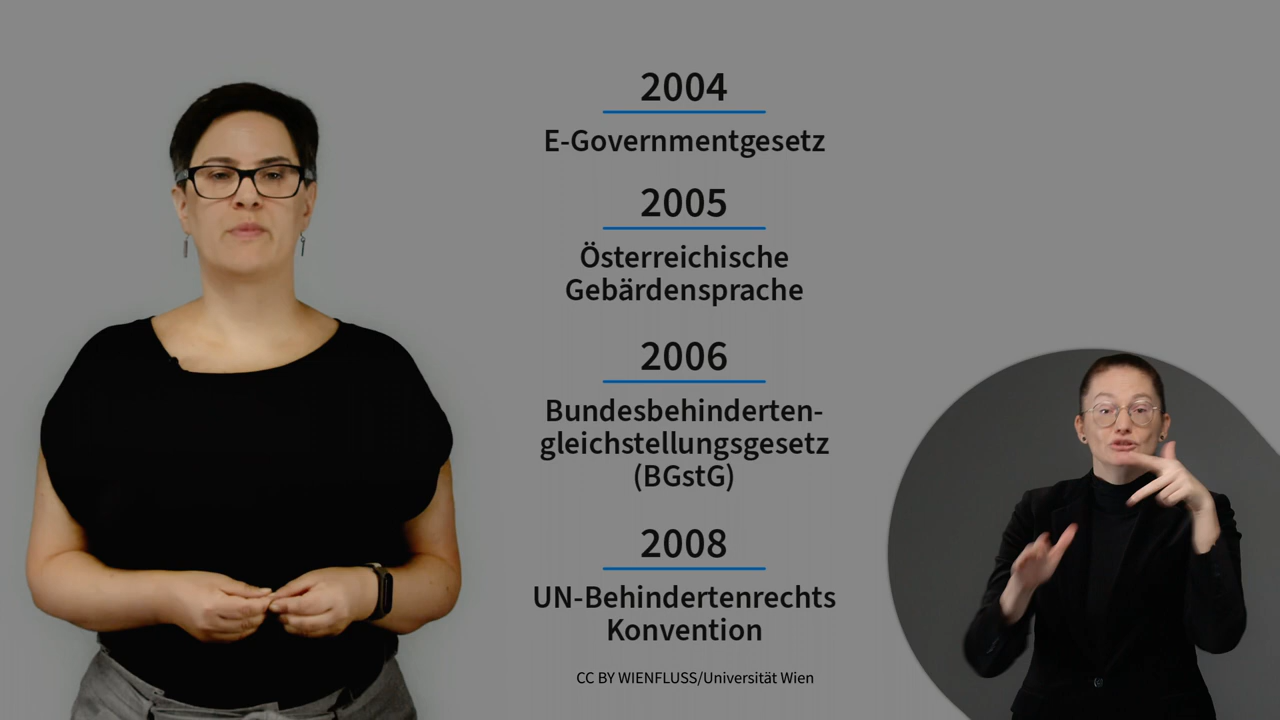 2004
E-Governmentgesetz
2005
Österreichische
Gebärdensprache
2006
Bundesbehinderten-
gleichstellungsgesetz
(BGstG)
2008
UN-Behindertenrechts
Konvention
CC BY WIENFLUSS/Universität Wien